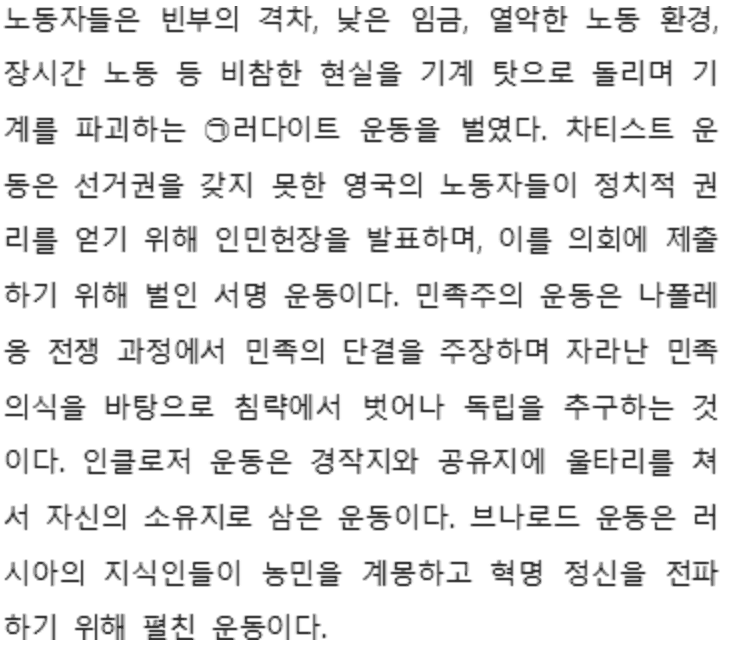 노동자들은 빈부의 격차, 낮은 임금, 열악한 노동 환경,
장시간 노동 등 비참한 현실을 기계 탓으로 돌리며 기
계를 파괴하는 ㉠러다이트 운동을 벌였다. 차티스트 운
동은 선거권을 갖지 못한 영국의 노동자들이 정치적 권
리를 얻기 위해 인민헌장을 발표하며, 이를 의회에 제출
하기 위해 벌인 서명 운동이다. 민족주의 운동은 나폴레
옹 전쟁 과정에서 민족의 단결을 주장하며 자라난 민족
의식을 바탕으로 침략에서 벗어나 독립을 추구하는 것
이다. 인클로저 운동은 경작지와 공유지에 울타리를 쳐
서 자신의 소유지로 삼은 운동이다. 브나로드 운동은 러
시아의 지식인들이 농민을 계몽하고 혁명 정신을 전파
하기 위해 펼친 운동이다.